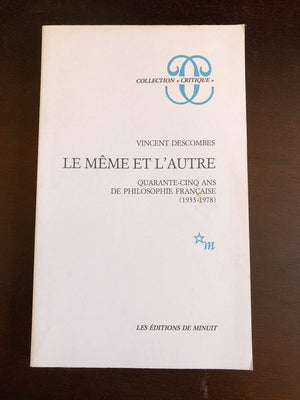 COLLECTION « CRITIQUE »
VINCENT DESCOMBES
LE MÊME ET L'AUTRE
QUARANTE-CINQ ANS
DE PHILOSOPHIE FRANÇAISE
(1933-1978)
m
LES ÉDITIONS DE MINUIT